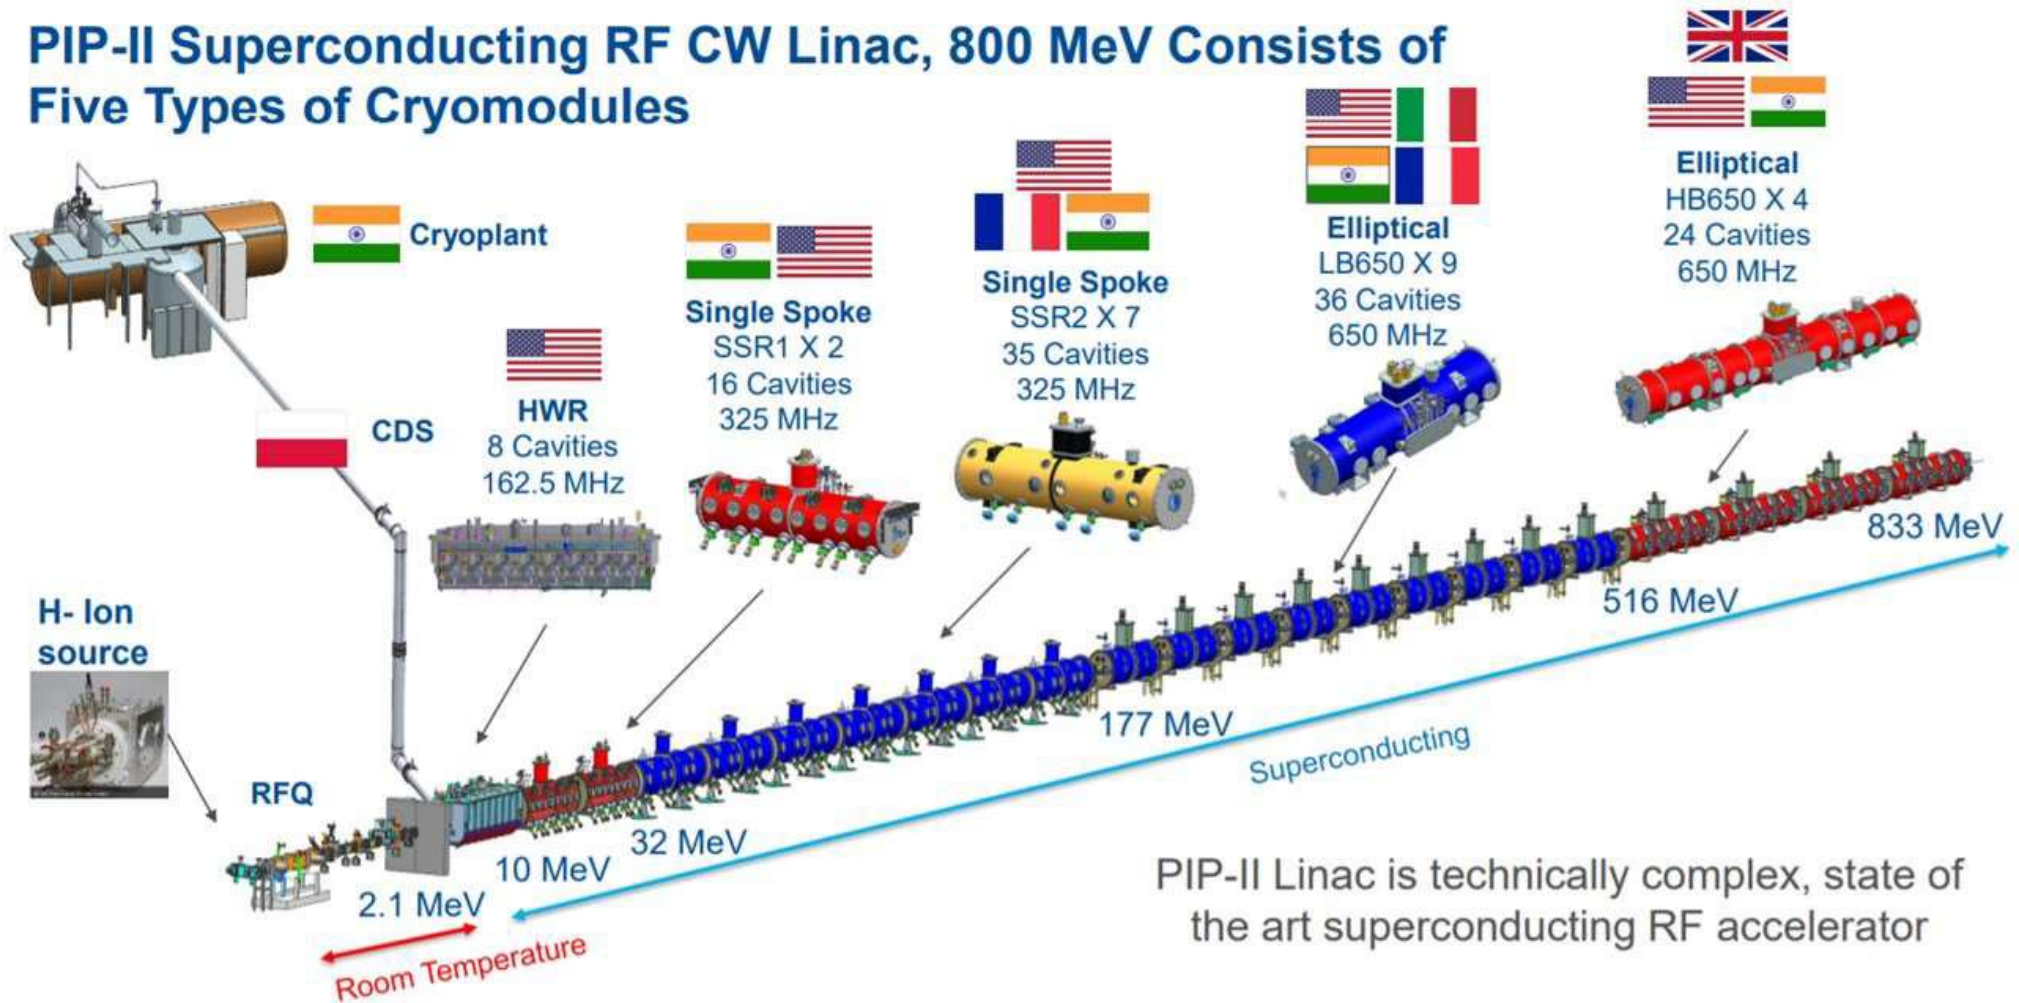 PIP-II Superconducting RF CW Linac, 800 MeV Consists of
Five Types of Cryomodules
Cryoplant
CDS
HWR
8 Cavities
162.5 MHz
Single Spoke
SSR1 X 2
16 Cavities
325 MHz
Single Spoke
SSR2 X 7
35 Cavities
325 MHz
Elliptical
LB650 X 9
36 Cavities
650 MHz
Elliptical
HB650 X 4
24 Cavities
650 MHz
H- Ion
source
RFQ
2.1 MeV
10 MeV
32 MeV
177 MeV
516 MeV
833 MeV
Room Temperature
Superconducting
PIP-II Linac is technically complex, state of
the art superconducting RF accelerator